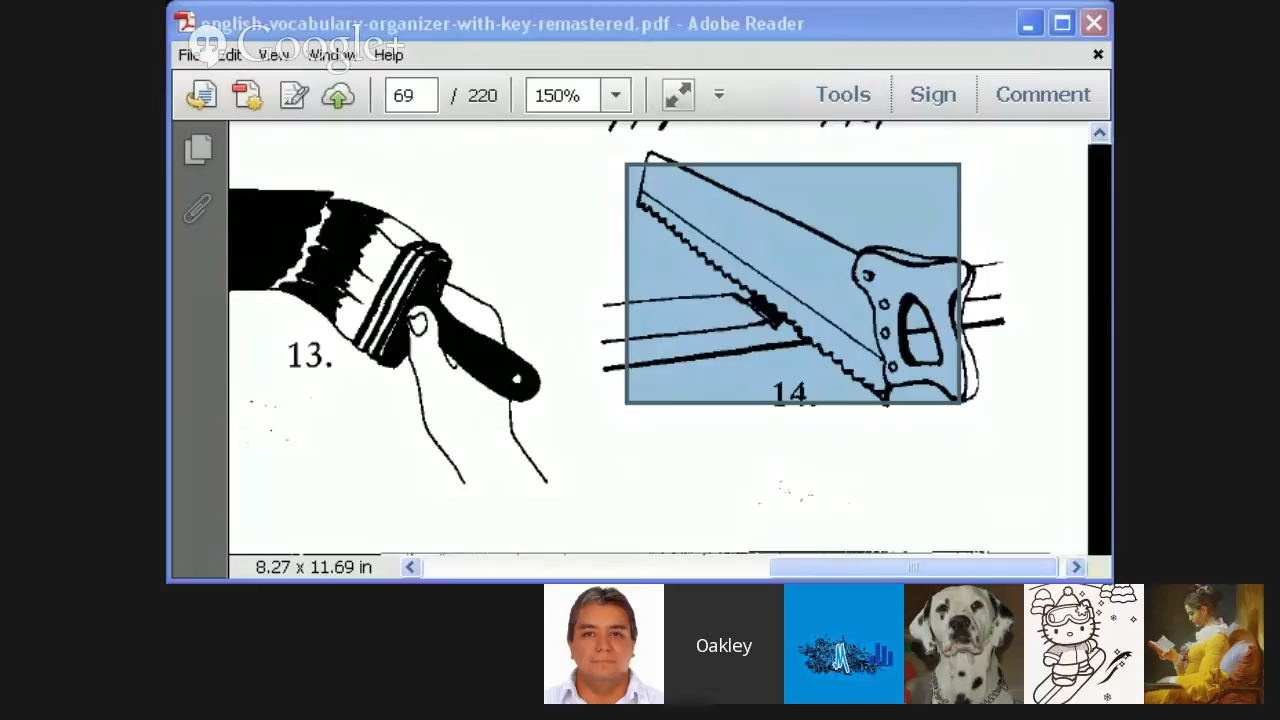 english-vocabulary-organizer-with-key-remastered.pdf - Adobe Reader
Google+
File Edit View Window Help
69 / 220 150% Tools Sign Comment
13.
14.
8.27 x 11.69 in
Oakley